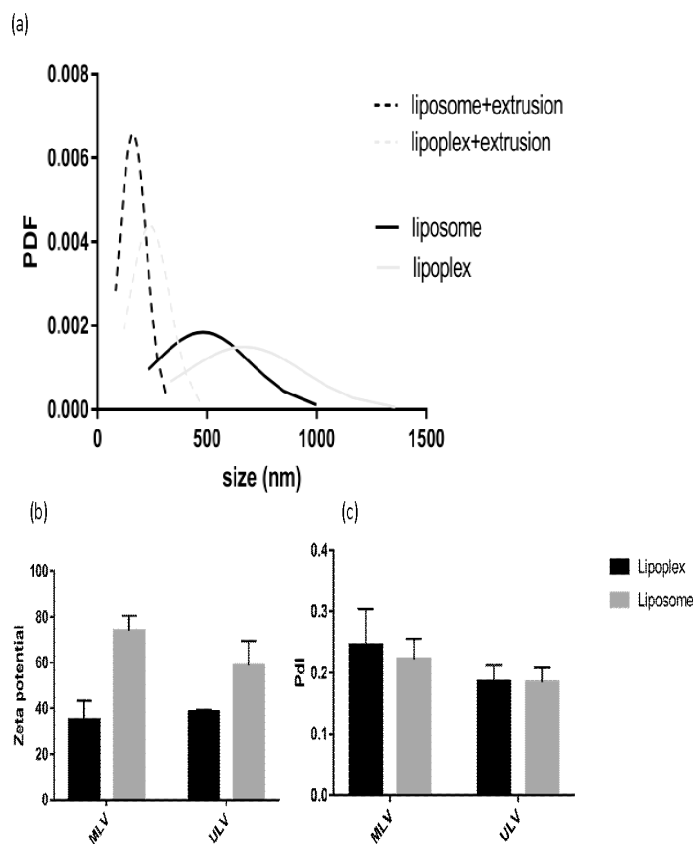 (a)
0.008
0.006
0.004
0.002
0.000
PDF
0
500
1000
1500
size (nm)
liposome+extrusion
lipoplex+extrusion
liposome
lipoplex
(b)
100
80
60
40
20
0
Zeta potential
MLV
ULV
(c)
0.4
0.3
0.2
0.1
0.0
PdI
MLV
ULV
Lipoplex
Liposome